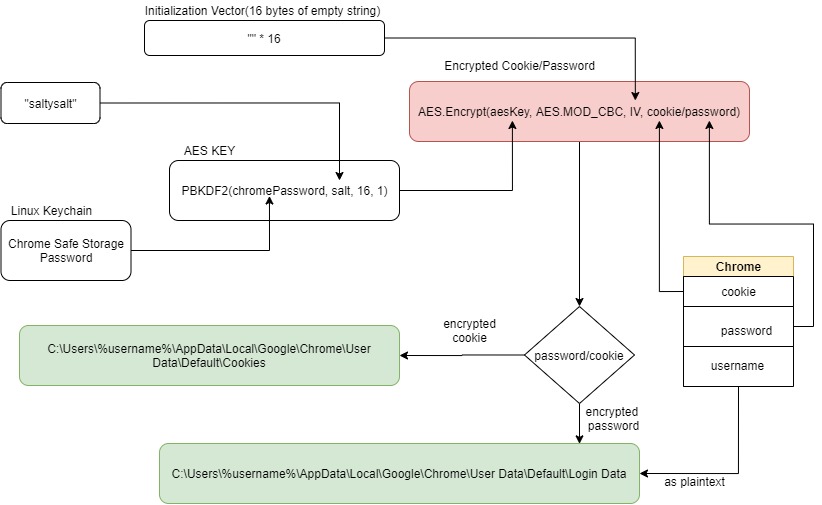 Initialization Vector(16 bytes of empty string)
"" * 16
Encrypted Cookie/Password
"saltysalt"
AES.Encrypt(aesKey, AES.MOD_CBC, IV, cookie/password)
AES KEY
PBKDF2(chromePassword, salt, 16, 1)
Linux Keychain
Chrome Safe Storage
Password
Chrome
cookie
password
username
encrypted
cookie
C:\Users\%username%\AppData\Local\Google\Chrome\User
Data\Default\Cookies
password/cookie
encrypted
password
C:\Users\%username%\AppData\Local\Google\Chrome\User Data\Default\Login Data
as plaintext